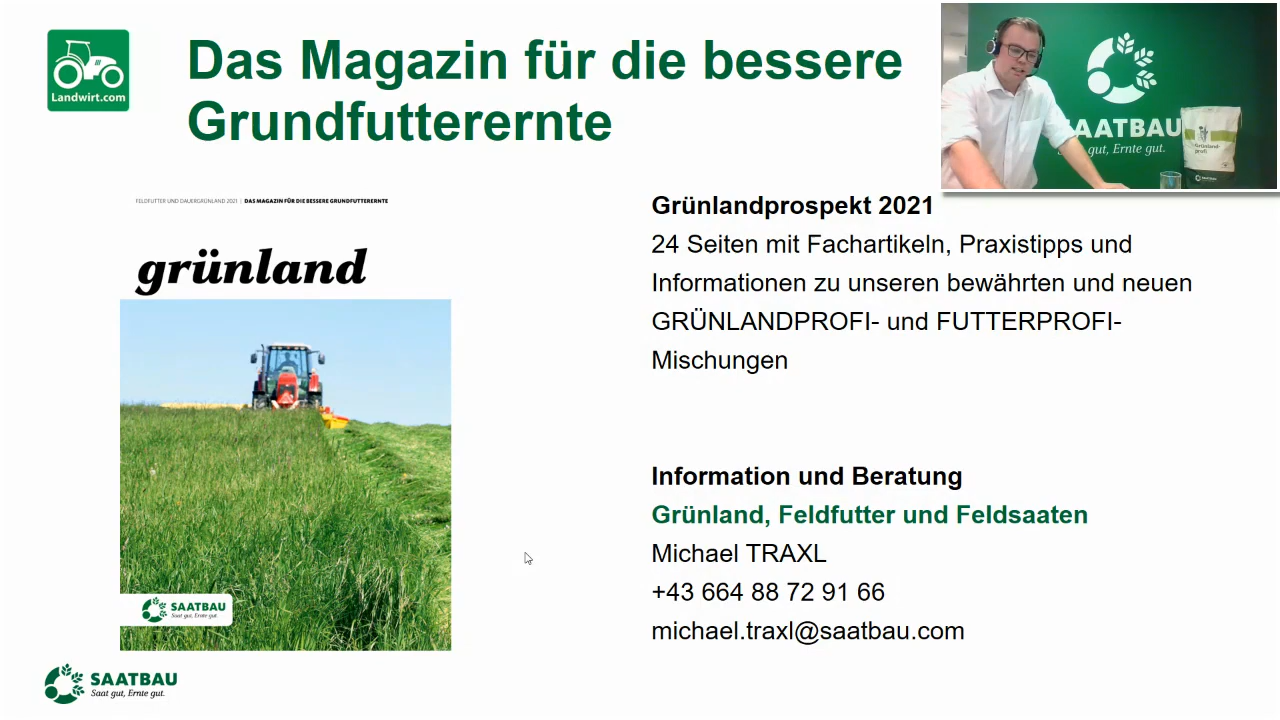 Landwirt.com
Das Magazin für die bessere
Grundfutterernte
SAATBAU
Saat gut, Ernte gut.
Grünland
profi
SAATBAU
FELDFUTTER UND DAUERGRÜNLAND 2021 | DAS MAGAZIN FÜR DIE BESSERE GRUNDFUTTERERNTE
grünland
SAATBAU
Saat gut, Ernte gut.
Grünlandprospekt 2021
24 Seiten mit Fachartikeln, Praxistipps und
Informationen zu unseren bewährten und neuen
GRÜNLANDPROFI- und FUTTERPROFI-
Mischungen
Information und Beratung
Grünland, Feldfutter und Feldsaaten
Michael TRAXL
+43 664 88 72 91 66
michael.traxl@saatbau.com
SAATBAU
Saat gut, Ernte gut.